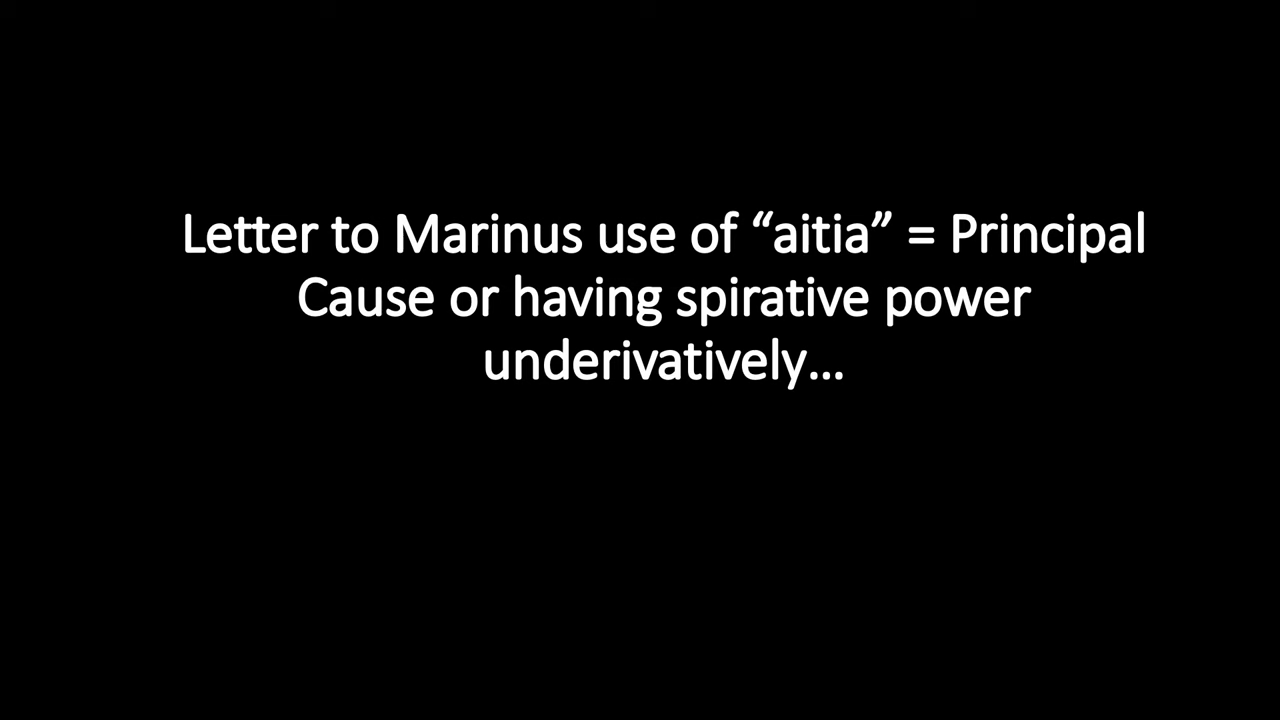 Letter to Marinus use of “aitia” = Principal
Cause or having spirative power
underivatively…